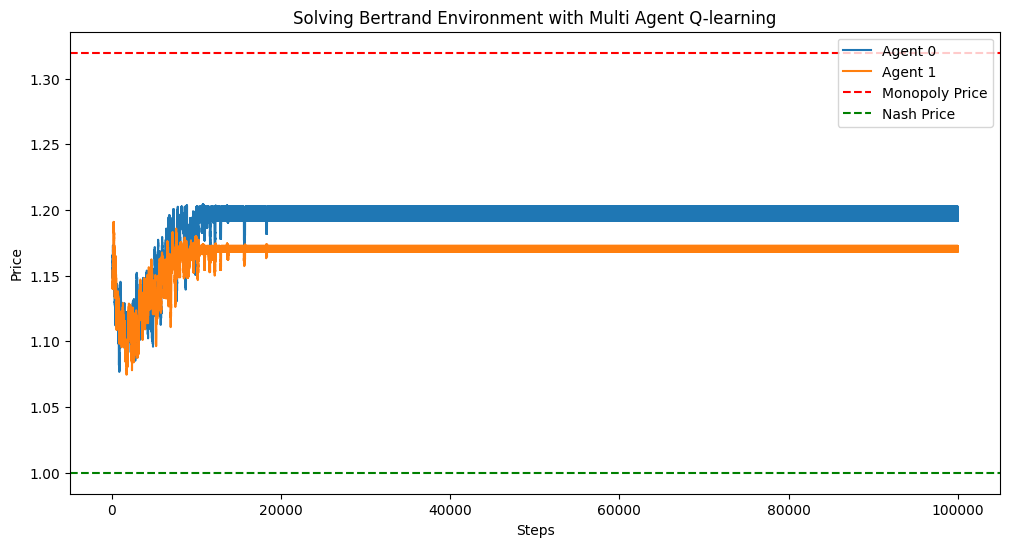 Solving Bertrand Environment with Multi Agent Q-learning
Agent 0
Agent 1
Monopoly Price
Nash Price
1.30
1.25
1.20
1.15
1.10
1.05
1.00
Price
0
20000
40000
60000
80000
100000
Steps